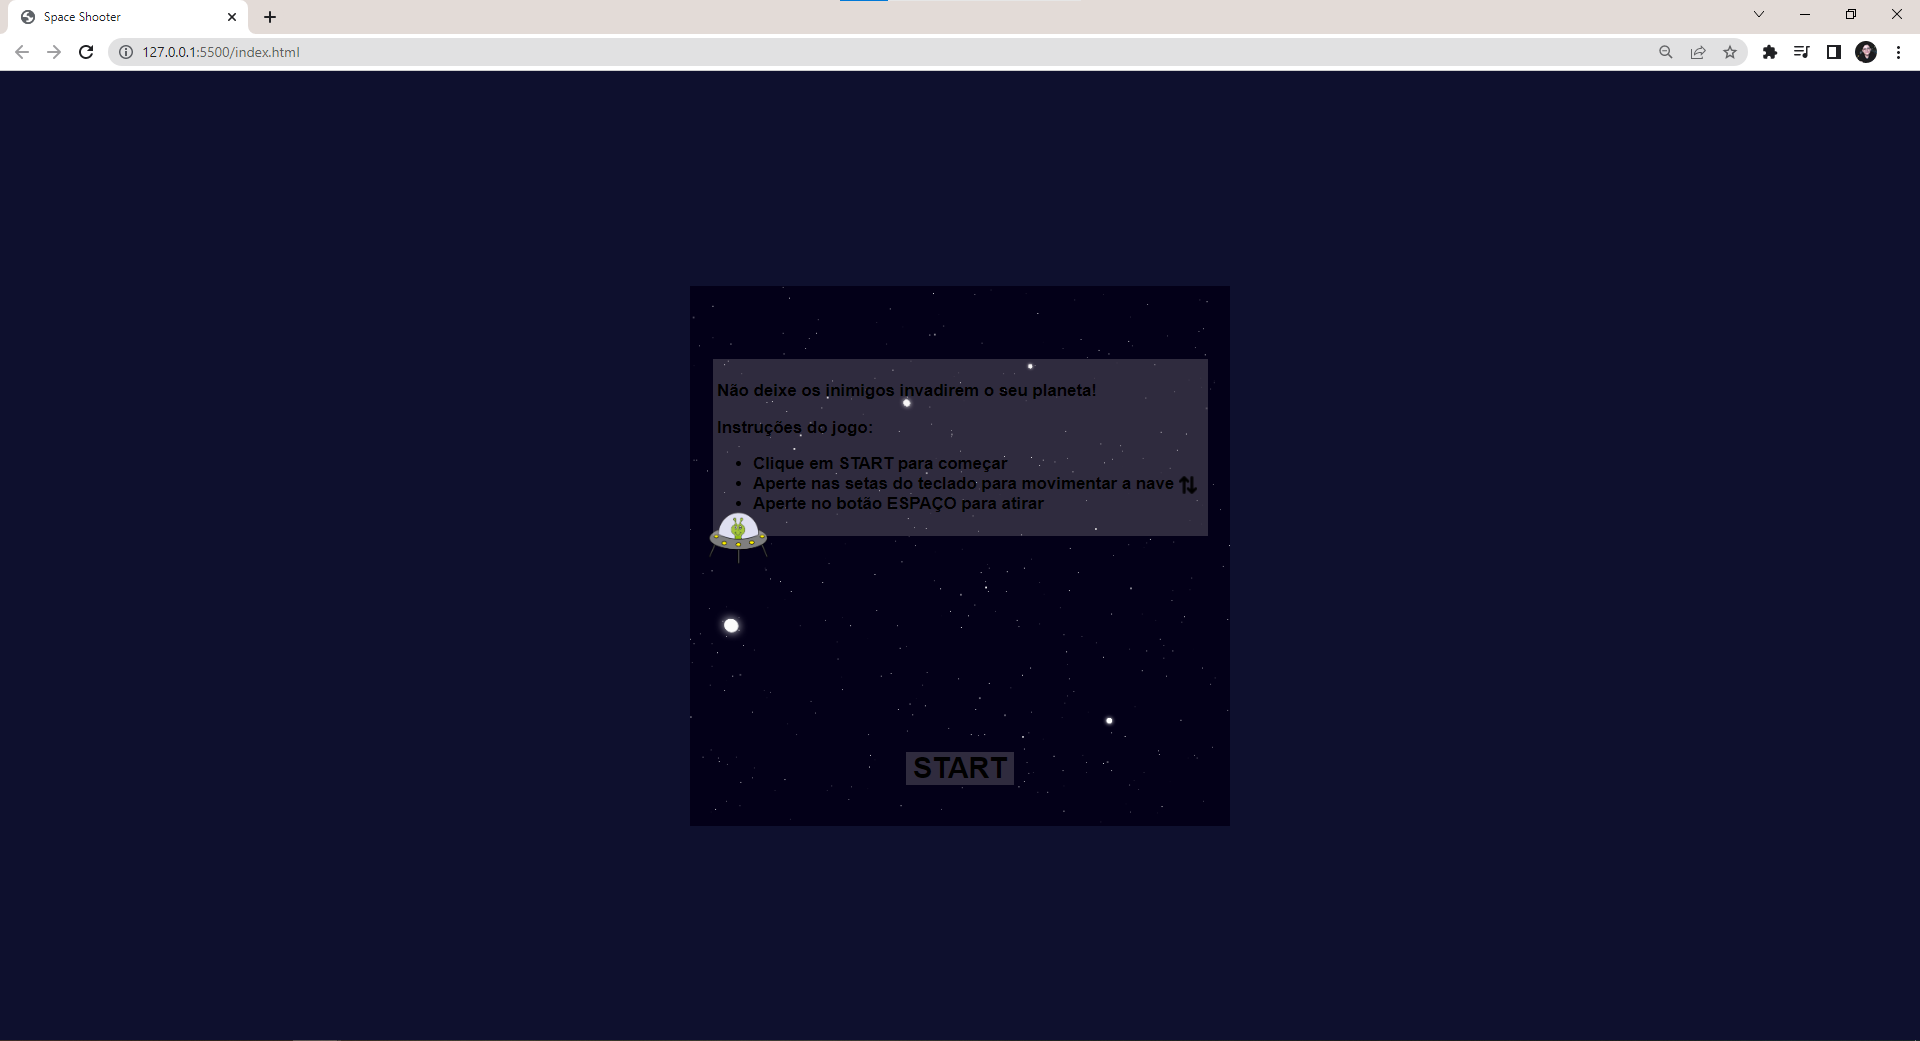 Space Shooter
127.0.0.1:5500/index.html
Não deixe os inimigos invadirem o seu planeta!
Instruções do jogo:
• Clique em START para começar
• Aperte nas setas do teclado para movimentar a nave
• Aperte no botão ESPAÇO para atirar
START